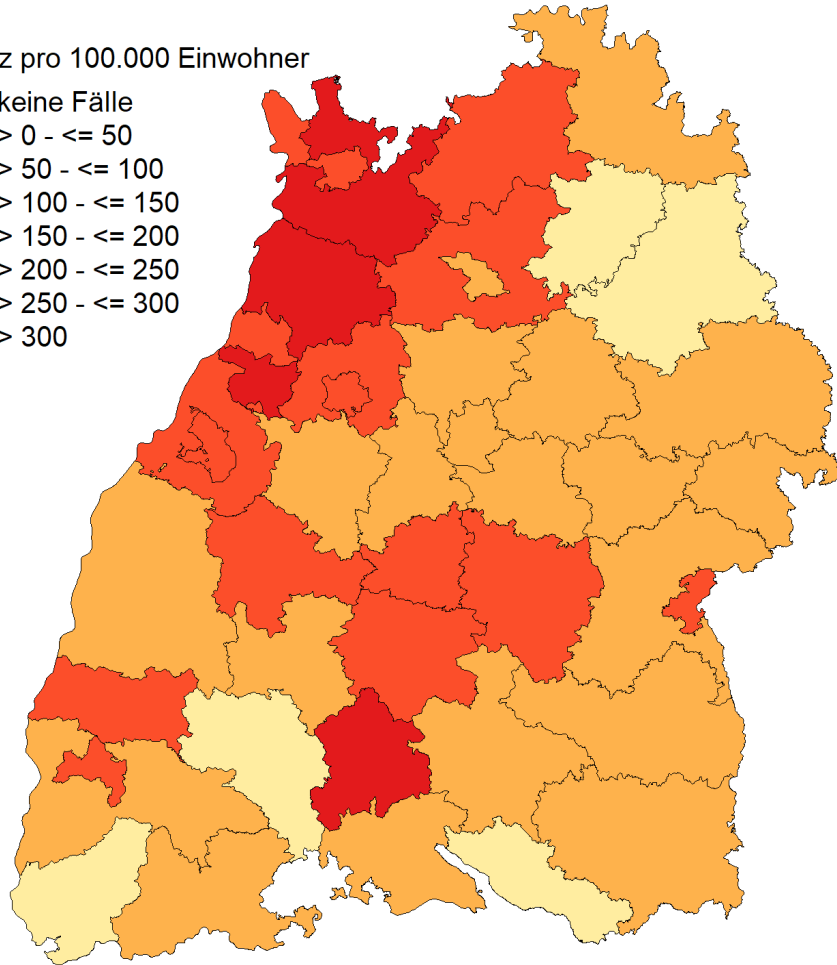 z pro 100.000 Einwohner
keine Fälle
> 0 - <= 50
> 50 - <= 100
> 100 - <= 150
> 150 - <= 200
> 200 - <= 250
> 250 - <= 300
> 300